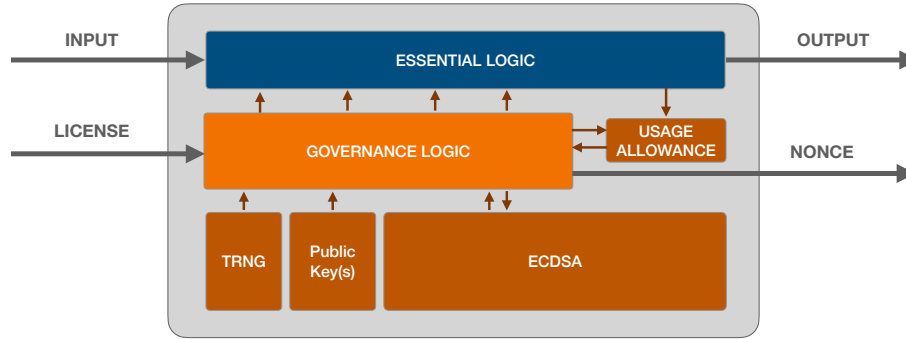 INPUT
ESSENTIAL LOGIC
OUTPUT
LICENSE
GOVERNANCE LOGIC
USAGE
ALLOWANCE
NONCE
TRNG
Public
Key(s)
ECDSA